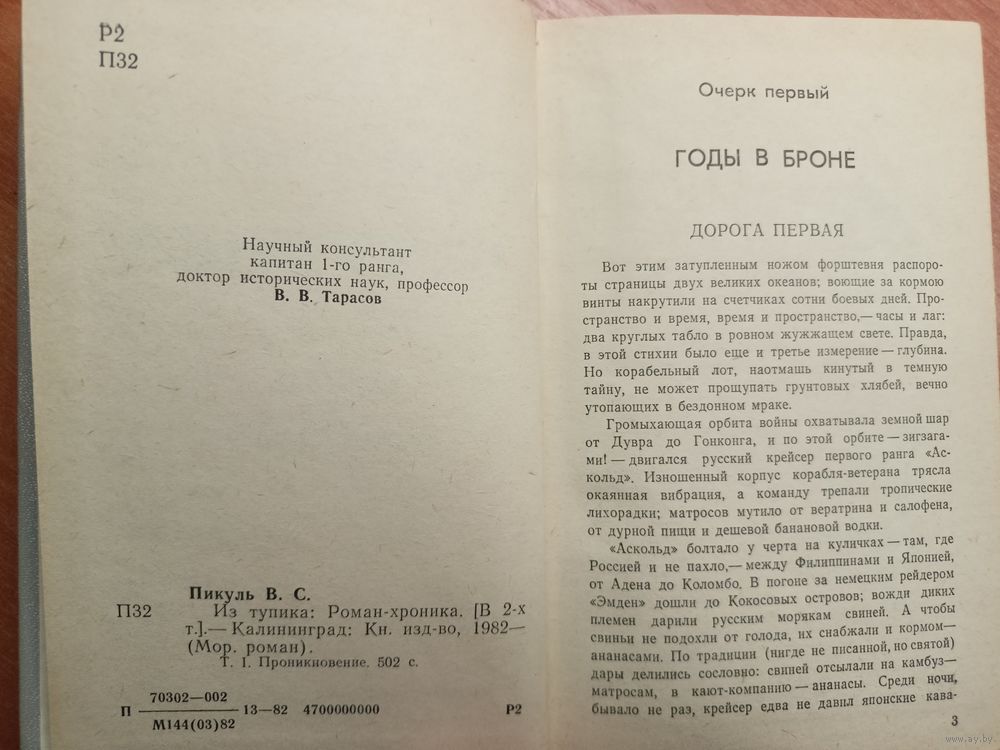 Р2
П32
Научный консультант
капитан 1-го ранга,
доктор исторических наук, профессор
В. В. Тарасов
Пикуль В. С.
П32 Из тупика: Роман-хроника. [В 2-х
т.].— Калининград: Кн. изд-во, 1982—
(Мор. роман).
Т. 1. Проникновение. 502 с.
70302—002
П 13—82 4700000000 Р2
М144(03)82
Очерк первый
ГОДЫ В БРОНЕ
ДОРОГА ПЕРВАЯ
Вот этим затупленным ножом форштевня распоро-
ты страницы двух великих океанов; воющие за кормою
винты накрутили на счетчиках сотни боевых дней. Про-
странство и время, время и пространство,— часы и лаг:
два круглых табло в ровном жужжащем свете. Правда,
в этой стихии было еще и третье измерение — глубина.
Но корабельный лот, наотмашь кинутый в темную
тайну, не может прощупать грунтовых хлябей, вечно
утопающих в бездонном мраке.
Громыхающая орбита войны охватывала земной шар
от Дувра до Гонконга, и по этой орбите — зигзага-
ми! — двигался русский крейсер первого ранга «Ас-
кольд». Изношенный корпус корабля-ветерана трясла
окаянная вибрация, а команду трепали тропические
лихорадки; матросов мутило от вератрина и салофена,
от дурной пищи и дешевой банановой водки.
«Аскольд» болтало у черта на куличках — там, где
Россией и не пахло,— между Филиппинами и Японией,
от Адена до Коломбо. В погоне за немецким рейдером
«Эмден» дошли до Кокосовых островов; вожди диких
племен дарили русским морякам свиней. А чтобы
свиньи не подохли от голода, их снабжали и кормом—
ананасами. По традиции (нигде не писанной, но святой)
дары делились сословно: свиней отсылали на камбуз—
матросам, в кают-компанию — ананасы. Среди ночи,
бывало не раз, крейсер едва не давил японские кава-
3
www.ay.by